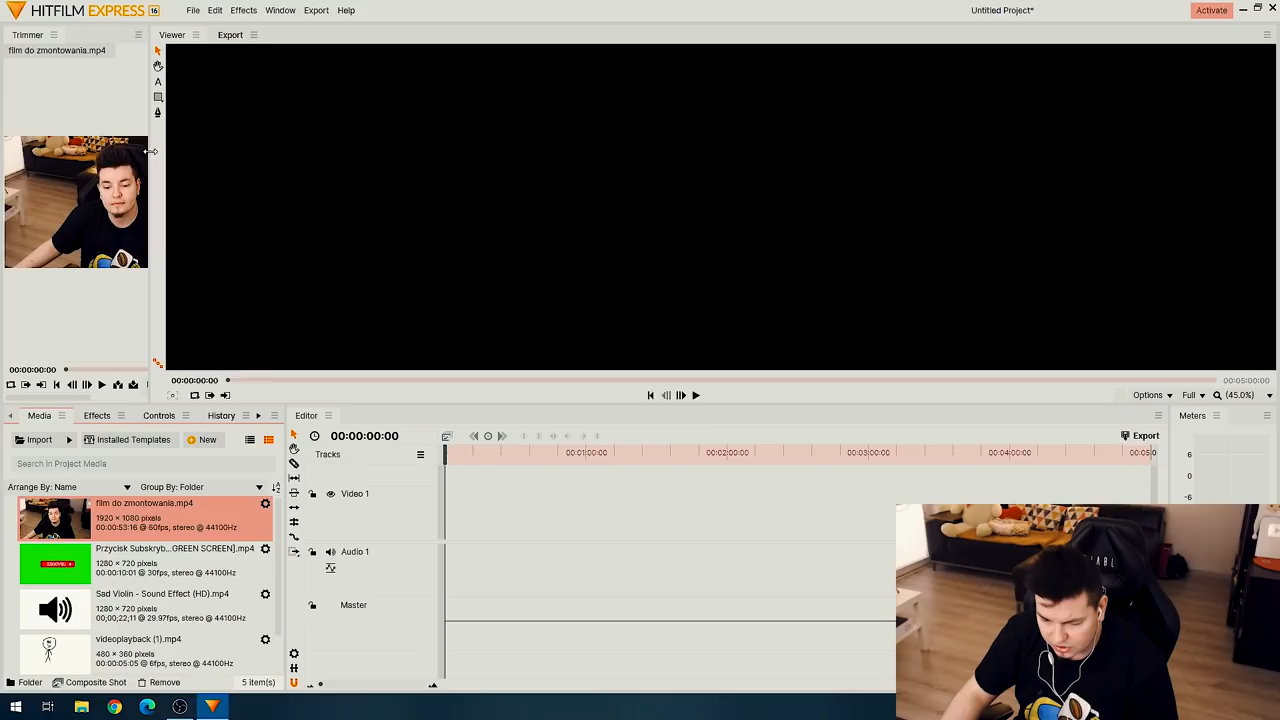 HITFILM EXPRESS 16
File Edit Effects Window Export Help
Untitled Project*
Activate
Trimmer
Viewer Export
film do zmontowania.mp4
A
00:00:00:00
00:00:00:00
00:05:00:00
Options Full (45.0%)
Media Effects Controls History
Editor
Meters
Import Installed Templates New
00:00:00:00
Export
Tracks
00:01:00:00 00:02:00:00 00:03:00:00 00:04:00:00 00:05:0
Search in Project Media
Arrange By: Name Group By: Folder
6
0
-6
film do zmontowania.mp4
1920 × 1080 pixels
00:00:53:16 @ 60fps, stereo @ 44100Hz
Video 1
Przycisk Subskryb...GREEN SCREEN].mp4
1280 × 720 pixels
00:00:10:01 @ 30fps, stereo @ 44100Hz
Audio 1
Sad Violin - Sound Effect (HD).mp4
1280 × 720 pixels
00;00;22;11 @ 29.97fps, stereo @ 44100Hz
Master
videoplayback (1).mp4
480 × 360 pixels
00:00:05:05 @ 6fps, stereo @ 44100Hz
Folder Composite Shot Remove 5 item(s)